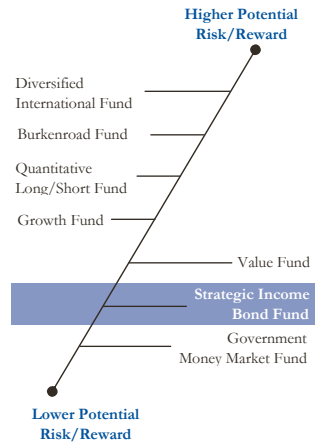 Higher Potential
Risk/Reward
Diversified
International Fund
Burkenroad Fund
Quantitative
Long/Short Fund
Growth Fund
Value Fund
Strategic Income
Bond Fund
Government
Money Market Fund
Lower Potential
Risk/Reward